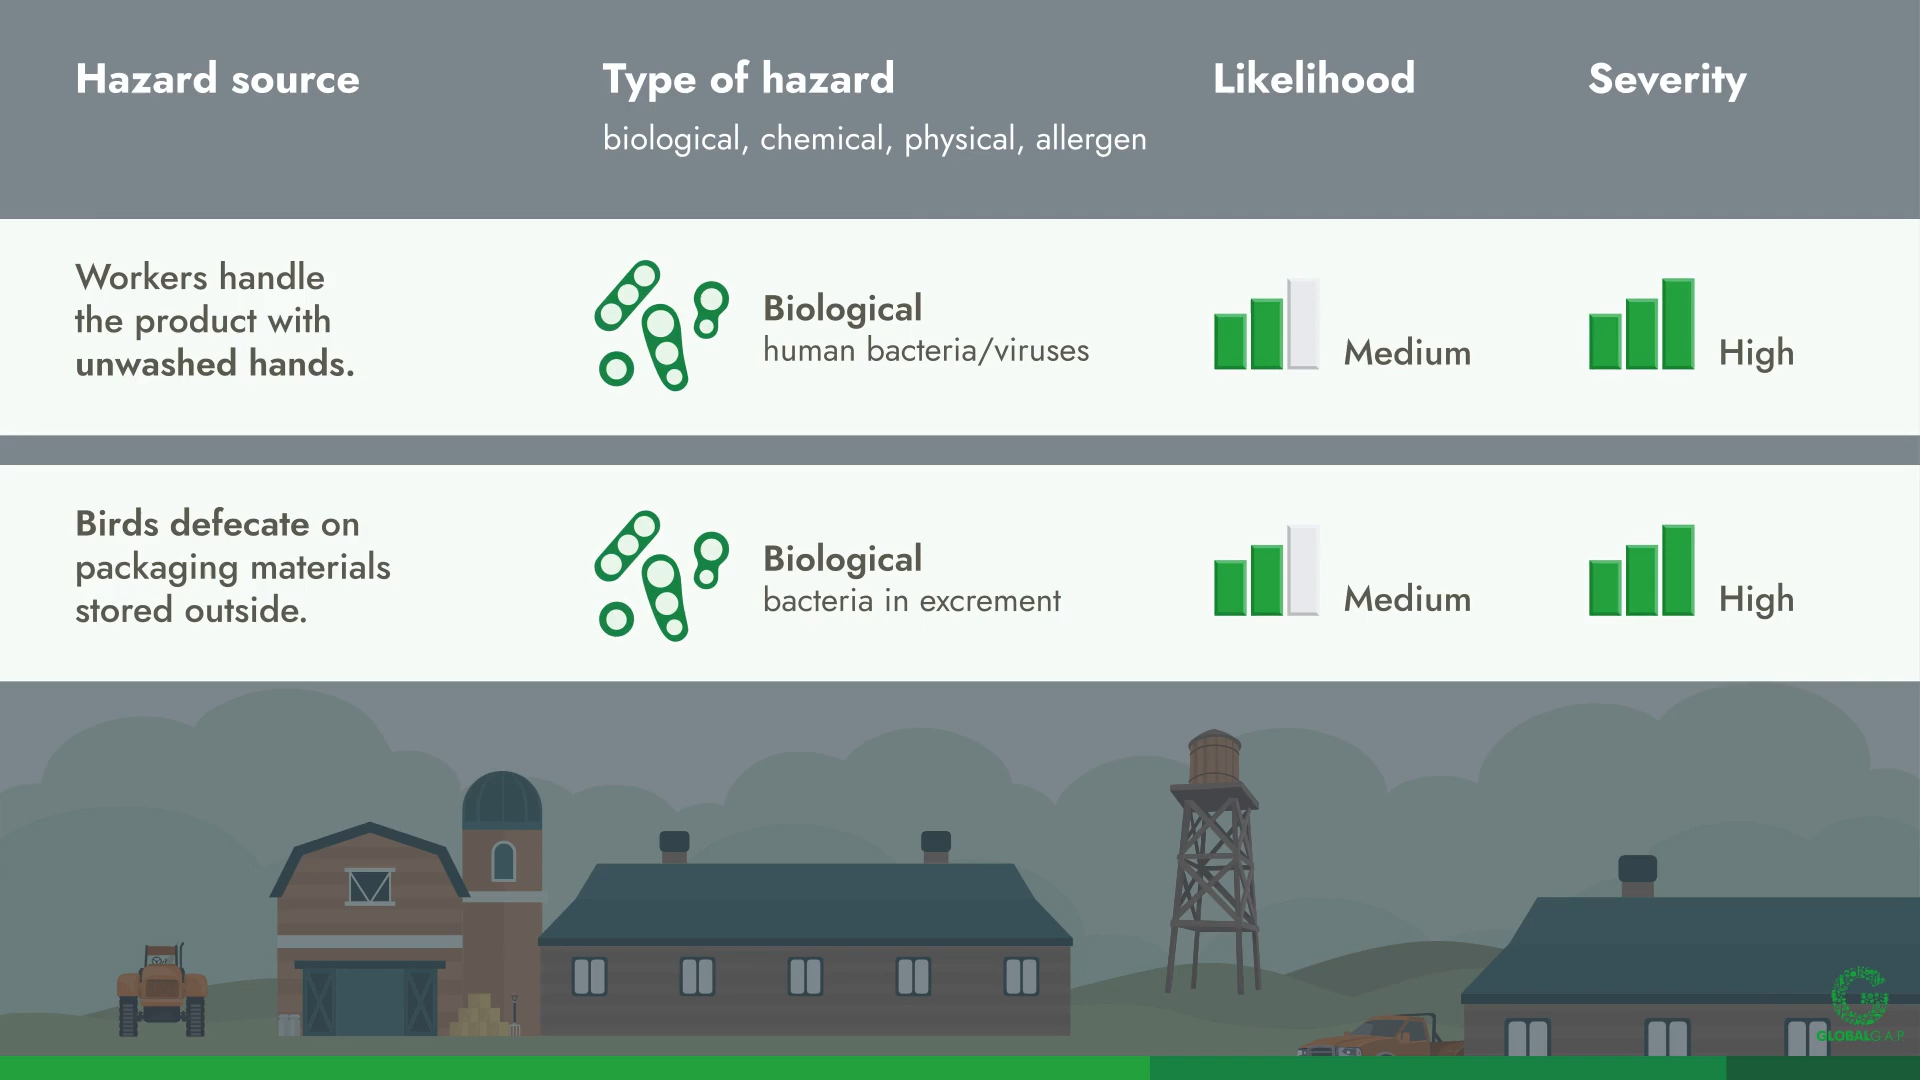 Hazard source
Type of hazard
biological, chemical, physical, allergen
Likelihood
Severity
Workers handle
the product with
unwashed hands.
Biological
human bacteria/viruses
Medium
High
Birds defecate on
packaging materials
stored outside.
Biological
bacteria in excrement
Medium
High
GLOBALG.A.P.